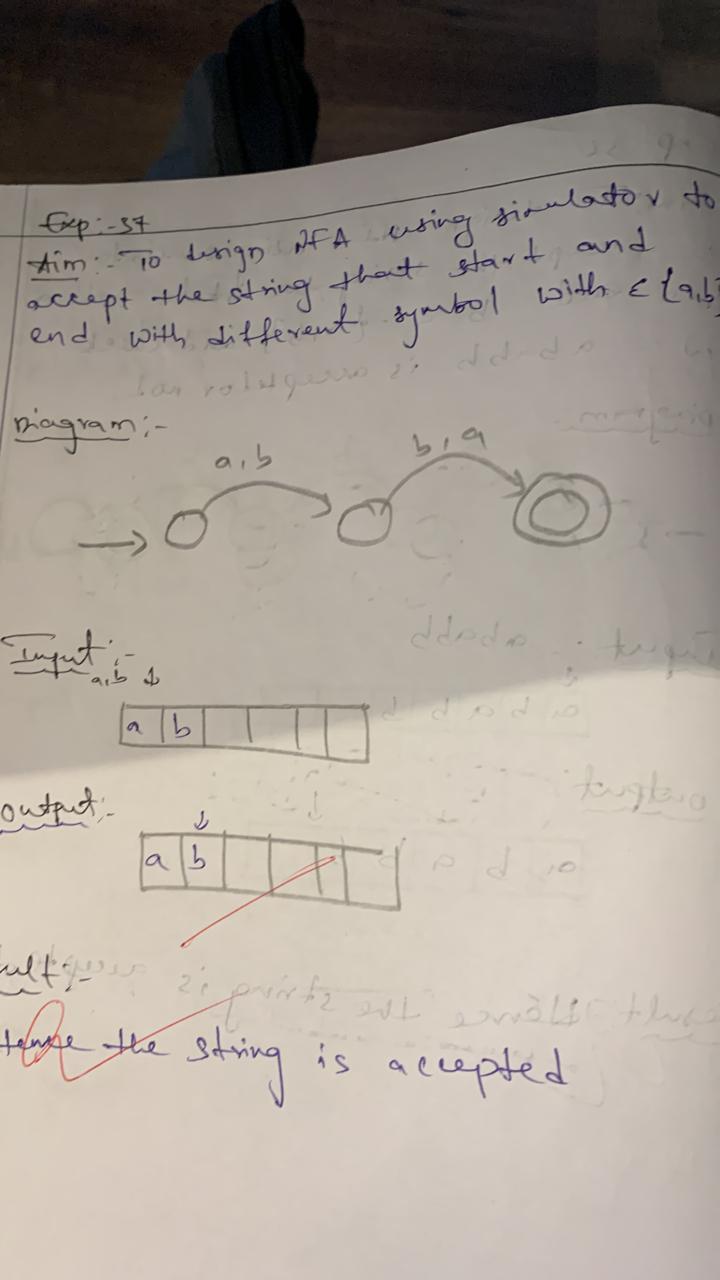 Exp:-37
Aim:- To design NFA using simulator to
accept the string that start and
end with different symbol with Σ {a,b}
Diagram:-
a,b
b,a
Input:-
a,b ↓
a b
output:-
↓
a b
ult:-
Hence the string is accepted